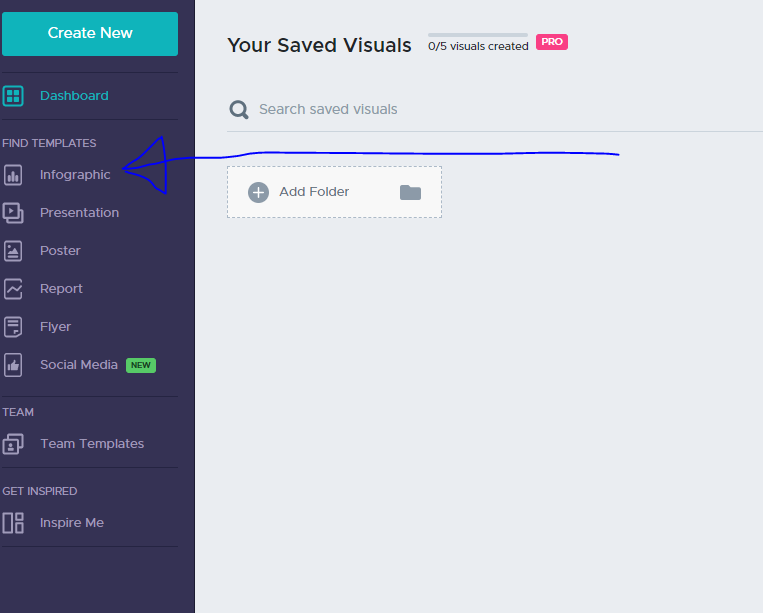 Create New
Dashboard
FIND TEMPLATES
Infographic
Presentation
Poster
Report
Flyer
Social Media NEW
TEAM
Team Templates
GET INSPIRED
Inspire Me
Your Saved Visuals
0/5 visuals created PRO
Search saved visuals
Add Folder